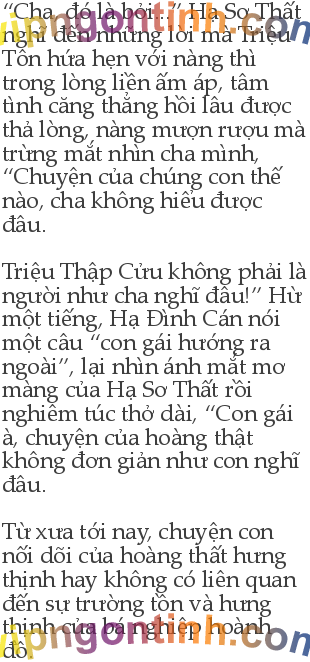 “Cha, đó là bởi...” Hạ Sơ Thất
nghĩ đến những lời mà Triệu
Tôn hứa hẹn với nàng thì
trong lòng liền ấm áp, tâm
tình căng thẳng hồi lâu được
thả lỏng, nàng mượn rượu mà
trừng mắt nhìn cha mình,
“Chuyện của chúng con thế
nào, cha không hiểu được
đâu.
Triệu Thập Cửu không phải là
người như cha nghĩ đâu!” Hừ
một tiếng, Hạ Đình Cán nói
một câu “con gái hướng ra
ngoài”, lại nhìn ánh mắt mơ
màng của Hạ Sơ Thất rồi
nghiêm túc thở dài, “Con gái
à, chuyện của hoàng thật
không đơn giản như con nghĩ
đâu.
Từ xưa tới nay, chuyện con
nối dõi của hoàng thất hưng
thịnh hay không có liên quan
đến sự trường tồn và hưng
thịnh của bá nghiệp hoành
đồ.
vipngontinh.com
vipngontinh.com